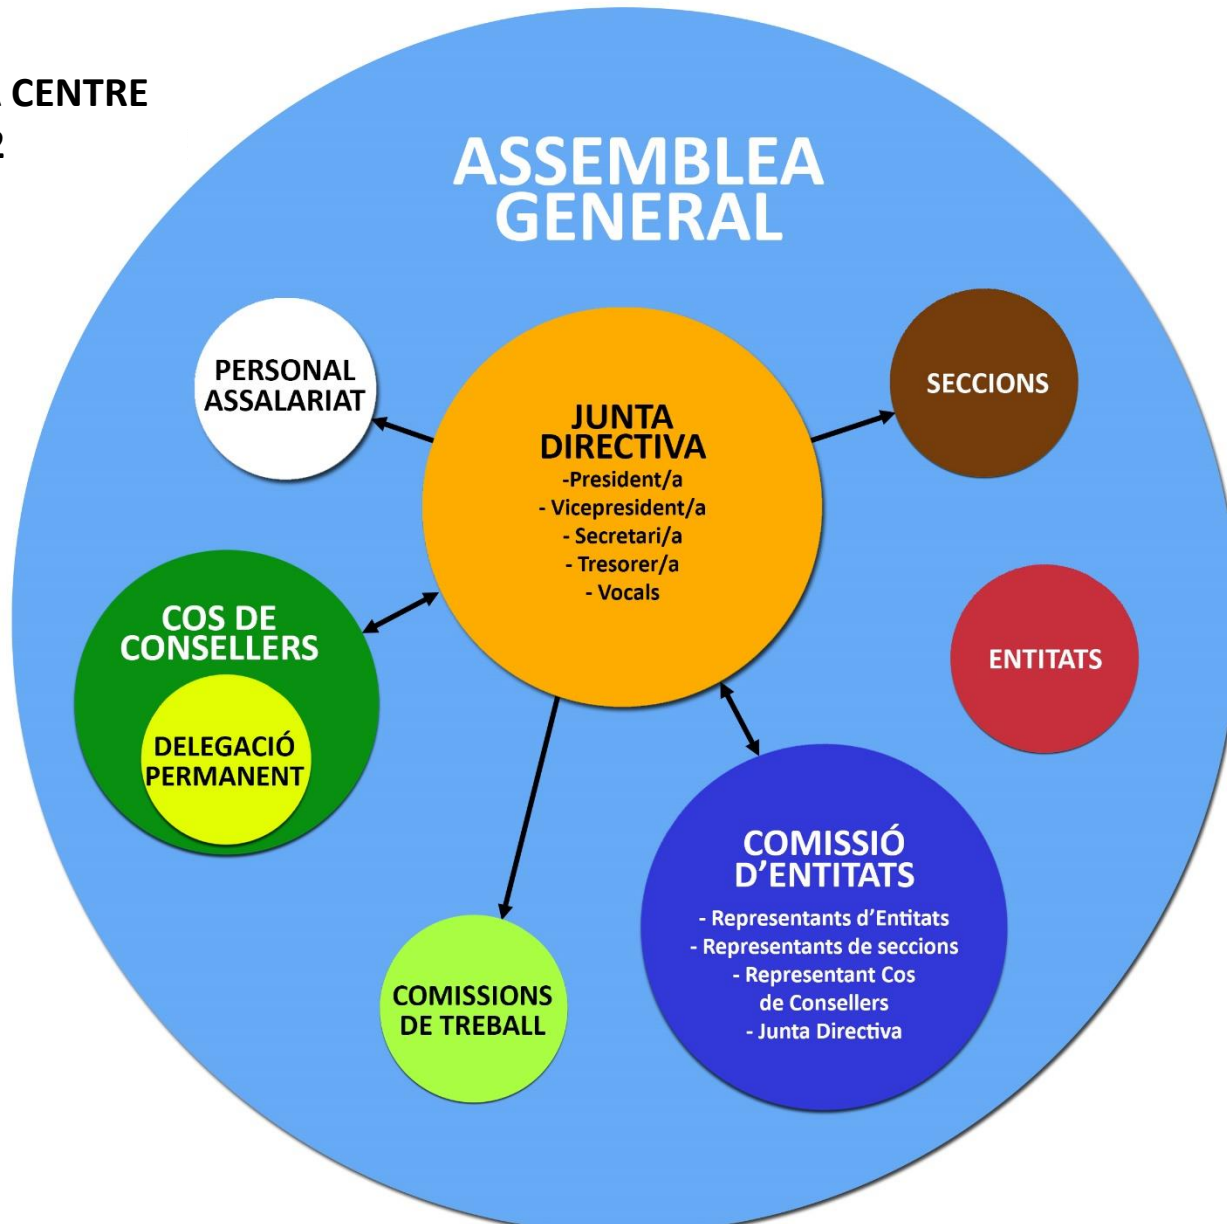 CENTRE
2
ASSEMBLEA
GENERAL
PERSONAL
ASSALARIAT
JUNTA
DIRECTIVA
-President/a
- Vicepresident/a
- Secretari/a
- Tresorer/a
- Vocals
SECCIONS
COS DE
CONSELLERS
DELEGACIÓ
PERMANENT
ENTITATS
COMISSIÓ
D’ENTITATS
- Representants d’Entitats
- Representants de seccions
- Representant Cos
de Consellers
- Junta Directiva
COMISSIONS
DE TREBALL